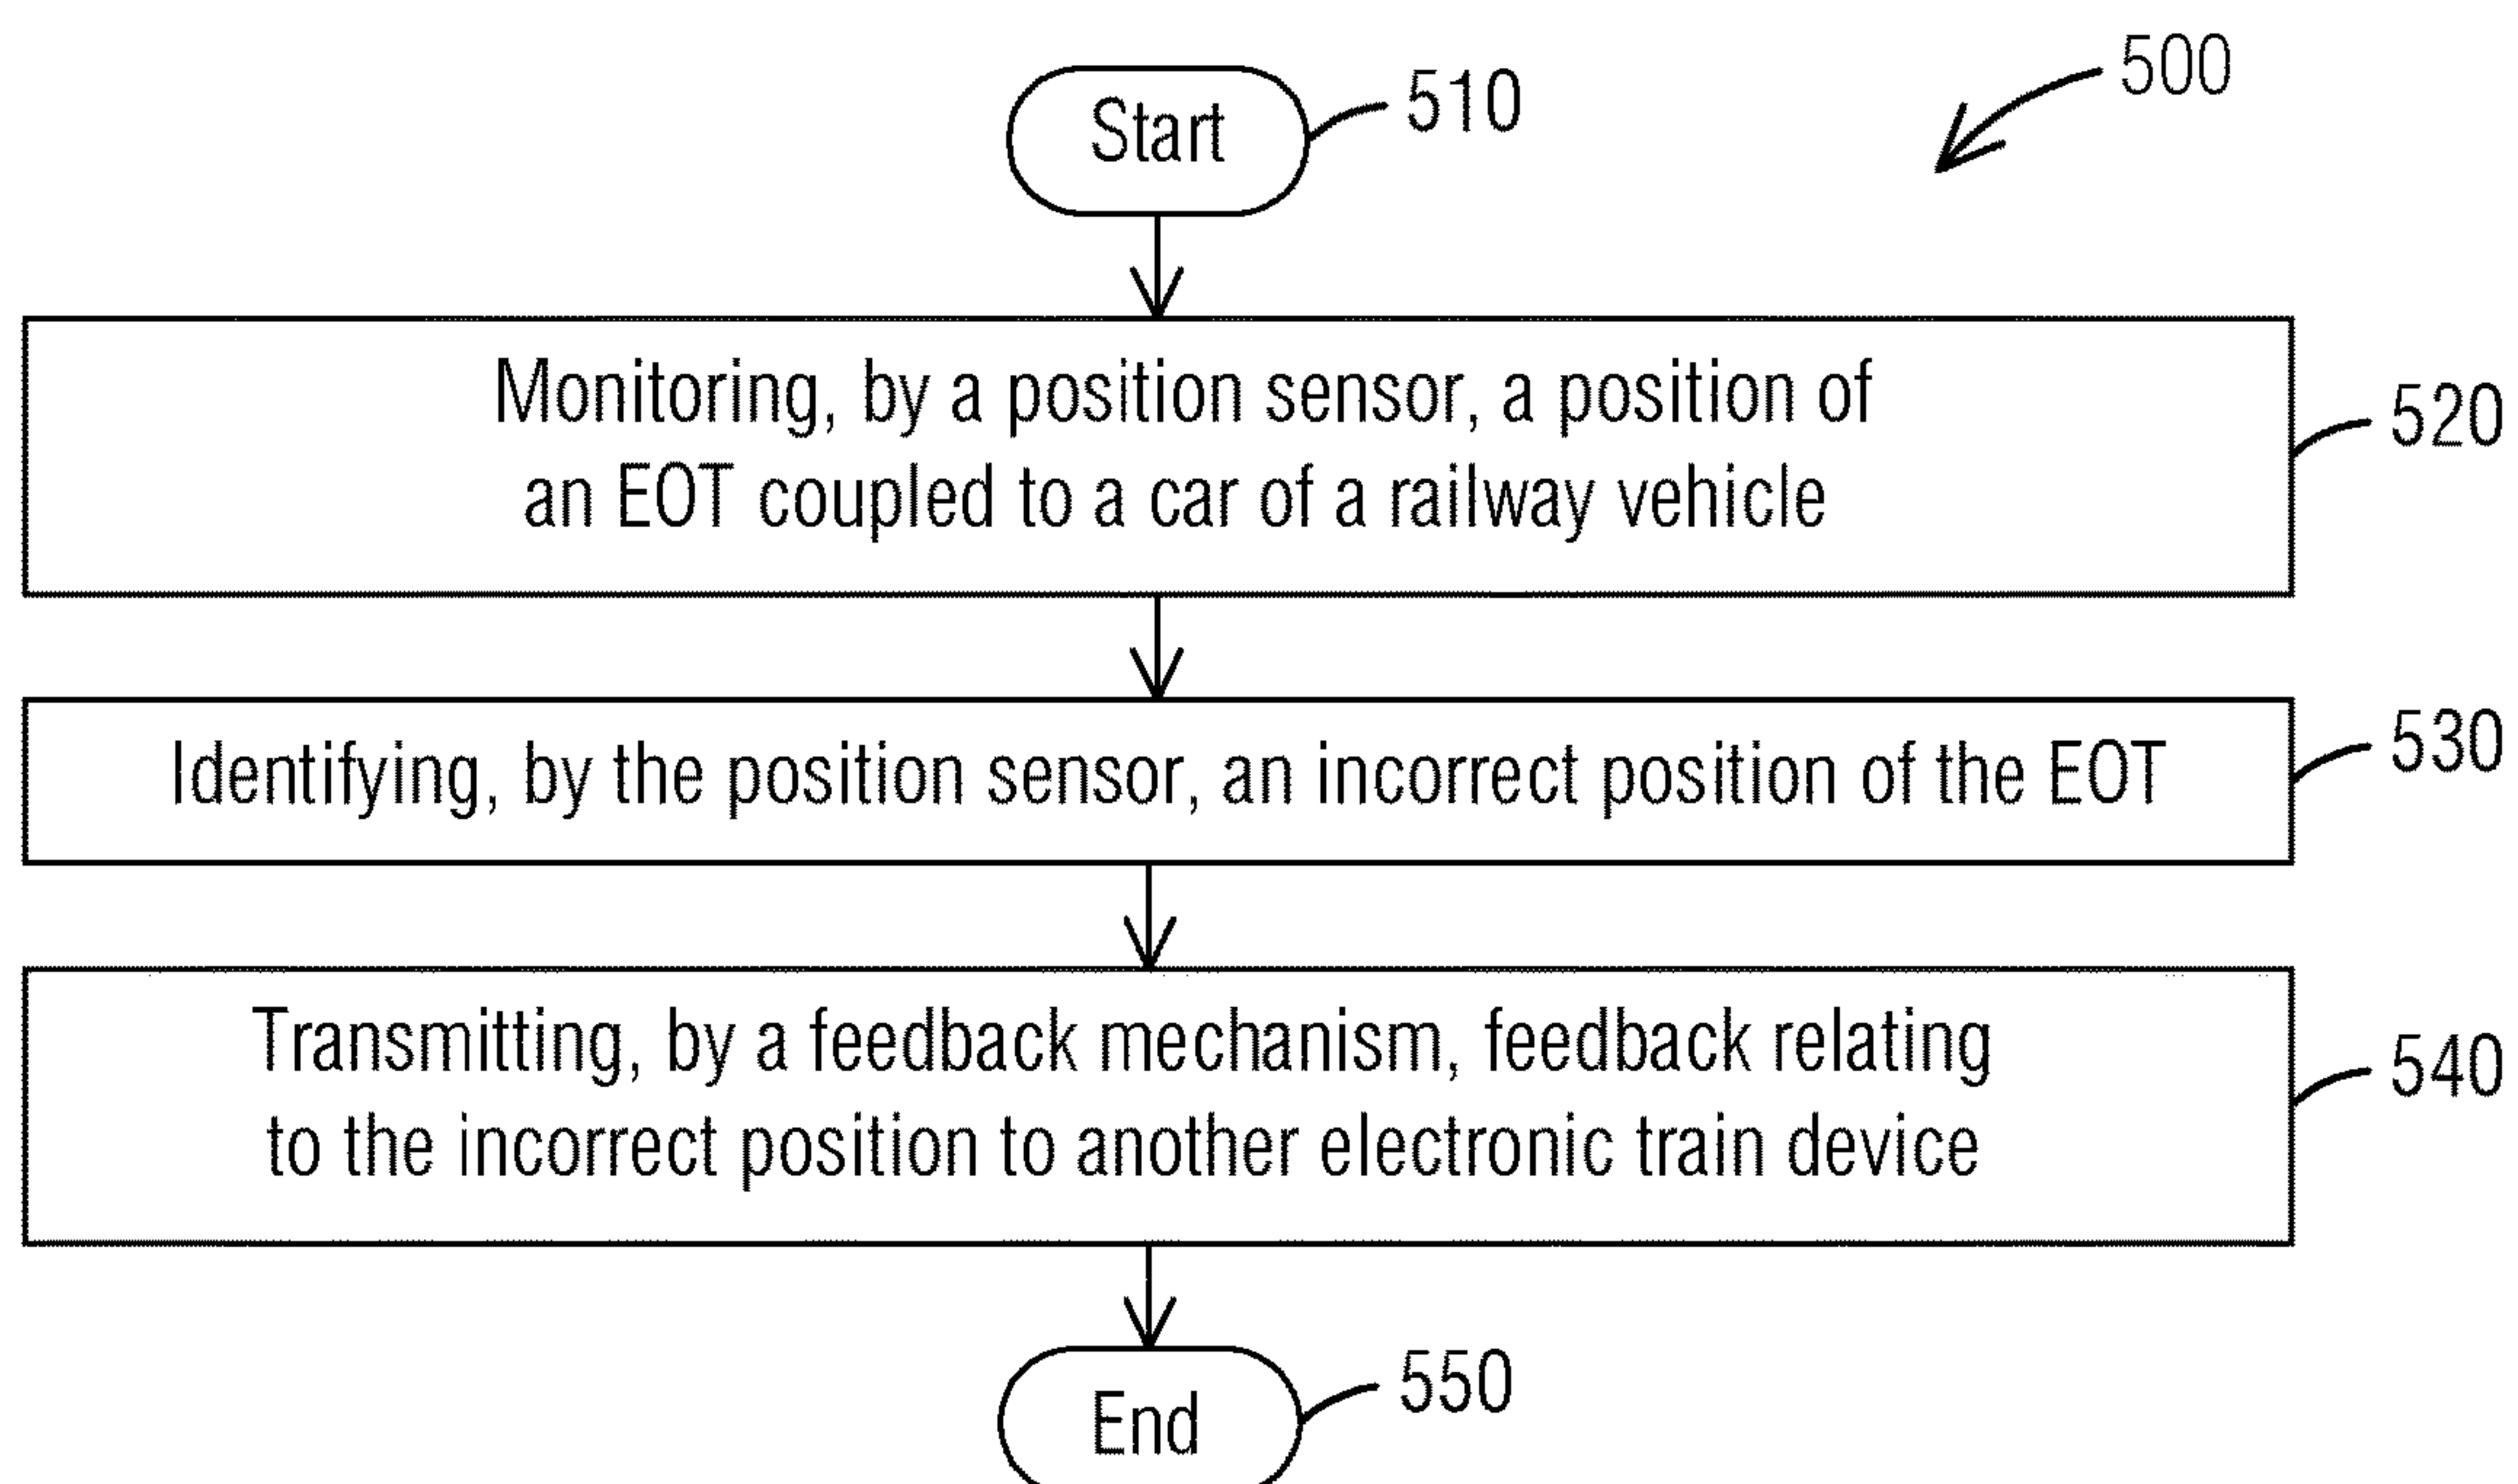 500
Start
510
Monitoring, by a position sensor, a position of
an EOT coupled to a car of a railway vehicle
520
Identifying, by the position sensor, an incorrect position of the EOT
530
Transmitting, by a feedback mechanism, feedback relating
to the incorrect position to another electronic train device
540
End
550